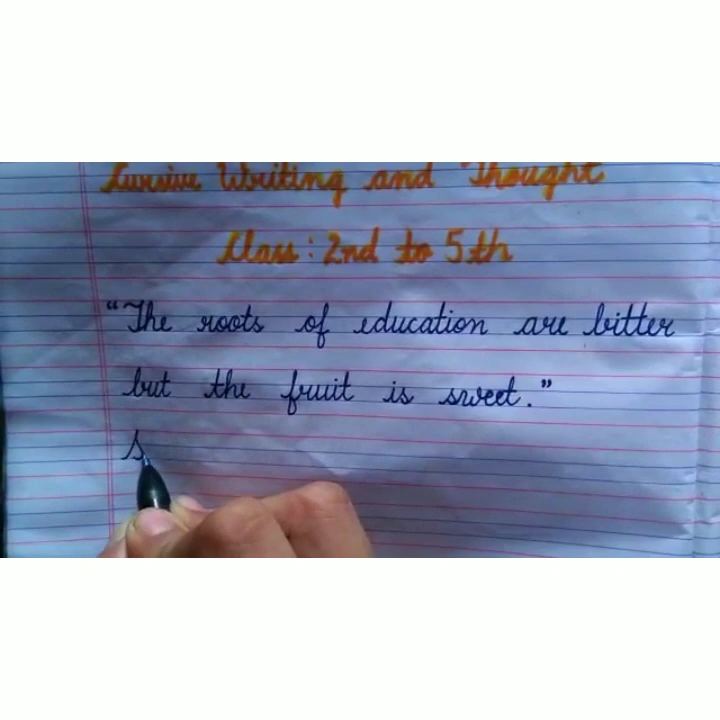 Cursive Writing and Thought
Class : 2nd to 5th
“The roots of education are bitter
but the fruit is sweet.”
s